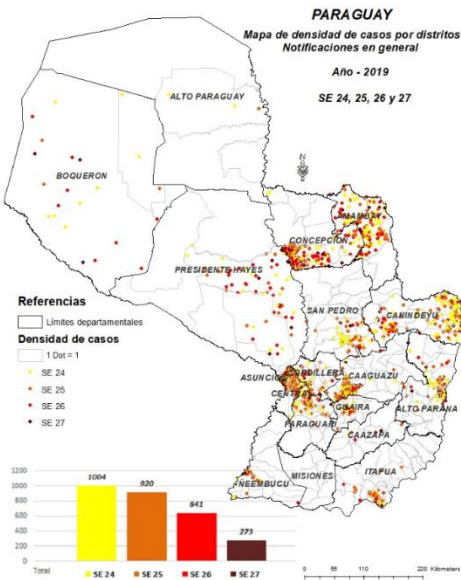 PARAGUAY
Mapa de densidad de casos por distritos
Notificaciones en general
Año - 2019
SE 24, 25, 26 y 27
ALTO PARAGUAY
BOQUERON
AMAMBAY
CONCEPCION
PRESIDENTE HAYES
SAN PEDRO
CANINDEYU
CORDILLERA
ASUNCION
CAAGUAZU
CENTRAL
GUAIRA
ALTO PARANA
PARAGUARI
CAAZAPA
MISIONES
ITAPUA
ÑEEMBUCU
Referencias
Límites departamentales
Densidad de casos
1 Dot = 1
SE 24
SE 25
SE 26
SE 27
1200
1000
800
600
400
200
0
1004
920
641
273
Total
SE 24 SE 25 SE 26 SE 27
0 55 110 220 Kilometers